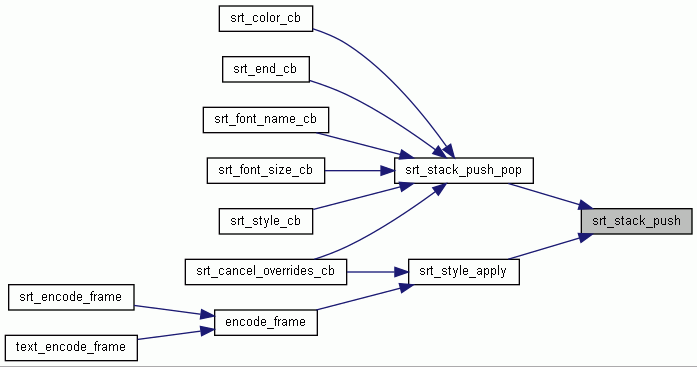 srt_color_cb
srt_end_cb
srt_font_name_cb
srt_font_size_cb
srt_stack_push_pop
srt_style_cb
srt_stack_push
srt_cancel_overrides_cb
srt_style_apply
srt_encode_frame
encode_frame
text_encode_frame